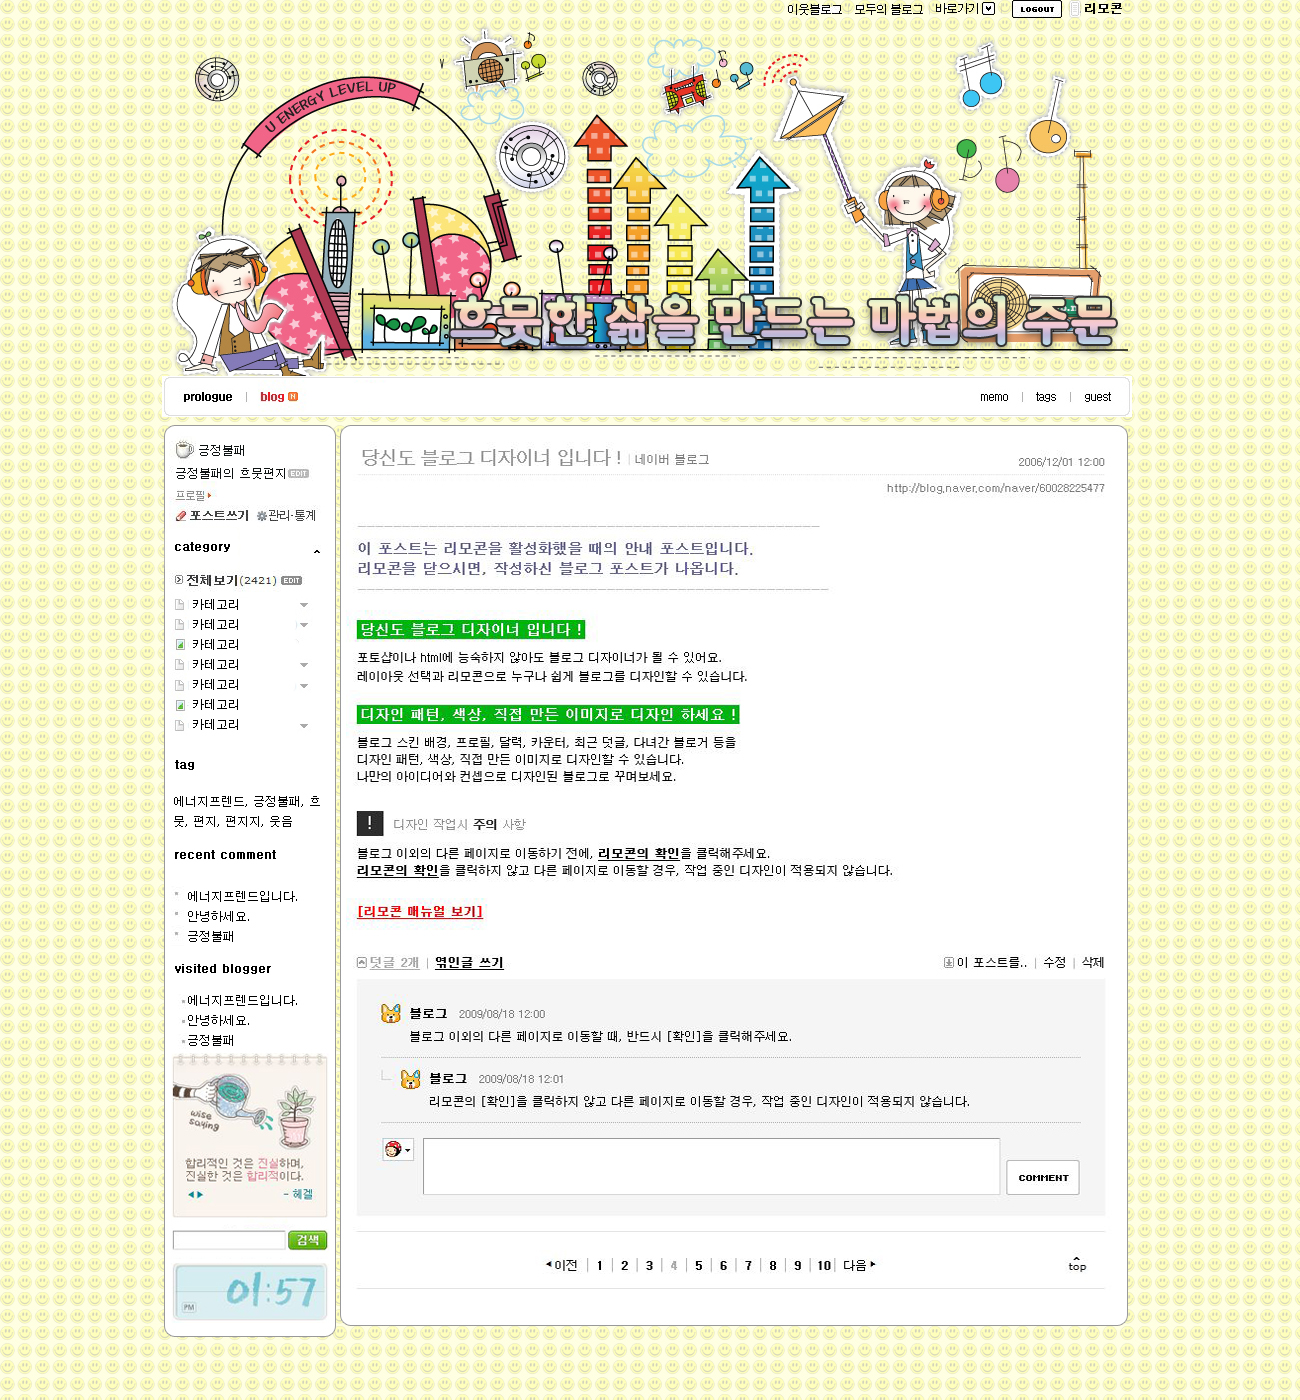 이웃블로그 모두의 블로그 바로가기 LOGOUT 리모콘
U ENERGY LEVEL UP
흐뭇한 삶을 만드는 마법의 주문
prologue | blog N
memo | tags | guest
긍정불패
긍정불패의 흐뭇편지 EDIT
프로필
포스트쓰기 관리·통계
category
전체보기(2421) EDIT
카테고리
카테고리
카테고리
카테고리
카테고리
카테고리
카테고리
tag
에너지프렌드, 긍정불패, 흐
뭇, 편지, 편지지, 웃음
recent comment
에너지프렌드입니다.
안녕하세요.
긍정불패
visited blogger
에너지프렌드입니다.
안녕하세요.
긍정불패
wise
saying
합리적인 것은 진실하며,
진실한 것은 합리적이다.
- 헤겔
검색
01:57
PM
당신도 블로그 디자이너 입니다 ! | 네이버 블로그
2006/12/01 12:00
http://blog.naver.com/naver/60028225477
이 포스트는 리모콘을 활성화했을 때의 안내 포스트입니다.
리모콘을 닫으시면, 작성하신 블로그 포스트가 나옵니다.
당신도 블로그 디자이너 입니다 !
포토샵이나 html에 능숙하지 않아도 블로그 디자이너가 될 수 있어요.
레이아웃 선택과 리모콘으로 누구나 쉽게 블로그를 디자인할 수 있습니다.
디자인 패턴, 색상, 직접 만든 이미지로 디자인 하세요 !
블로그 스킨 배경, 프로필, 달력, 카운터, 최근 덧글, 다녀간 블로거 등을
디자인 패턴, 색상, 직접 만든 이미지로 디자인할 수 있습니다.
나만의 아이디어와 컨셉으로 디자인된 블로그로 꾸며보세요.
! 디자인 작업시 주의 사항
블로그 이외의 다른 페이지로 이동하기 전에, 리모콘의 확인을 클릭해주세요.
리모콘의 확인을 클릭하지 않고 다른 페이지로 이동할 경우, 작업 중인 디자인이 적용되지 않습니다.
[리모콘 매뉴얼 보기]
덧글 2개 | 엮인글 쓰기
이 포스트를.. | 수정 | 삭제
블로그 2009/08/18 12:00
블로그 이외의 다른 페이지로 이동할 때, 반드시 [확인]을 클릭해주세요.
블로그 2009/08/18 12:01
리모콘의 [확인]을 클릭하지 않고 다른 페이지로 이동할 경우, 작업 중인 디자인이 적용되지 않습니다.
COMMENT
이전 | 1 | 2 | 3 | 4 | 5 | 6 | 7 | 8 | 9 | 10 | 다음
top